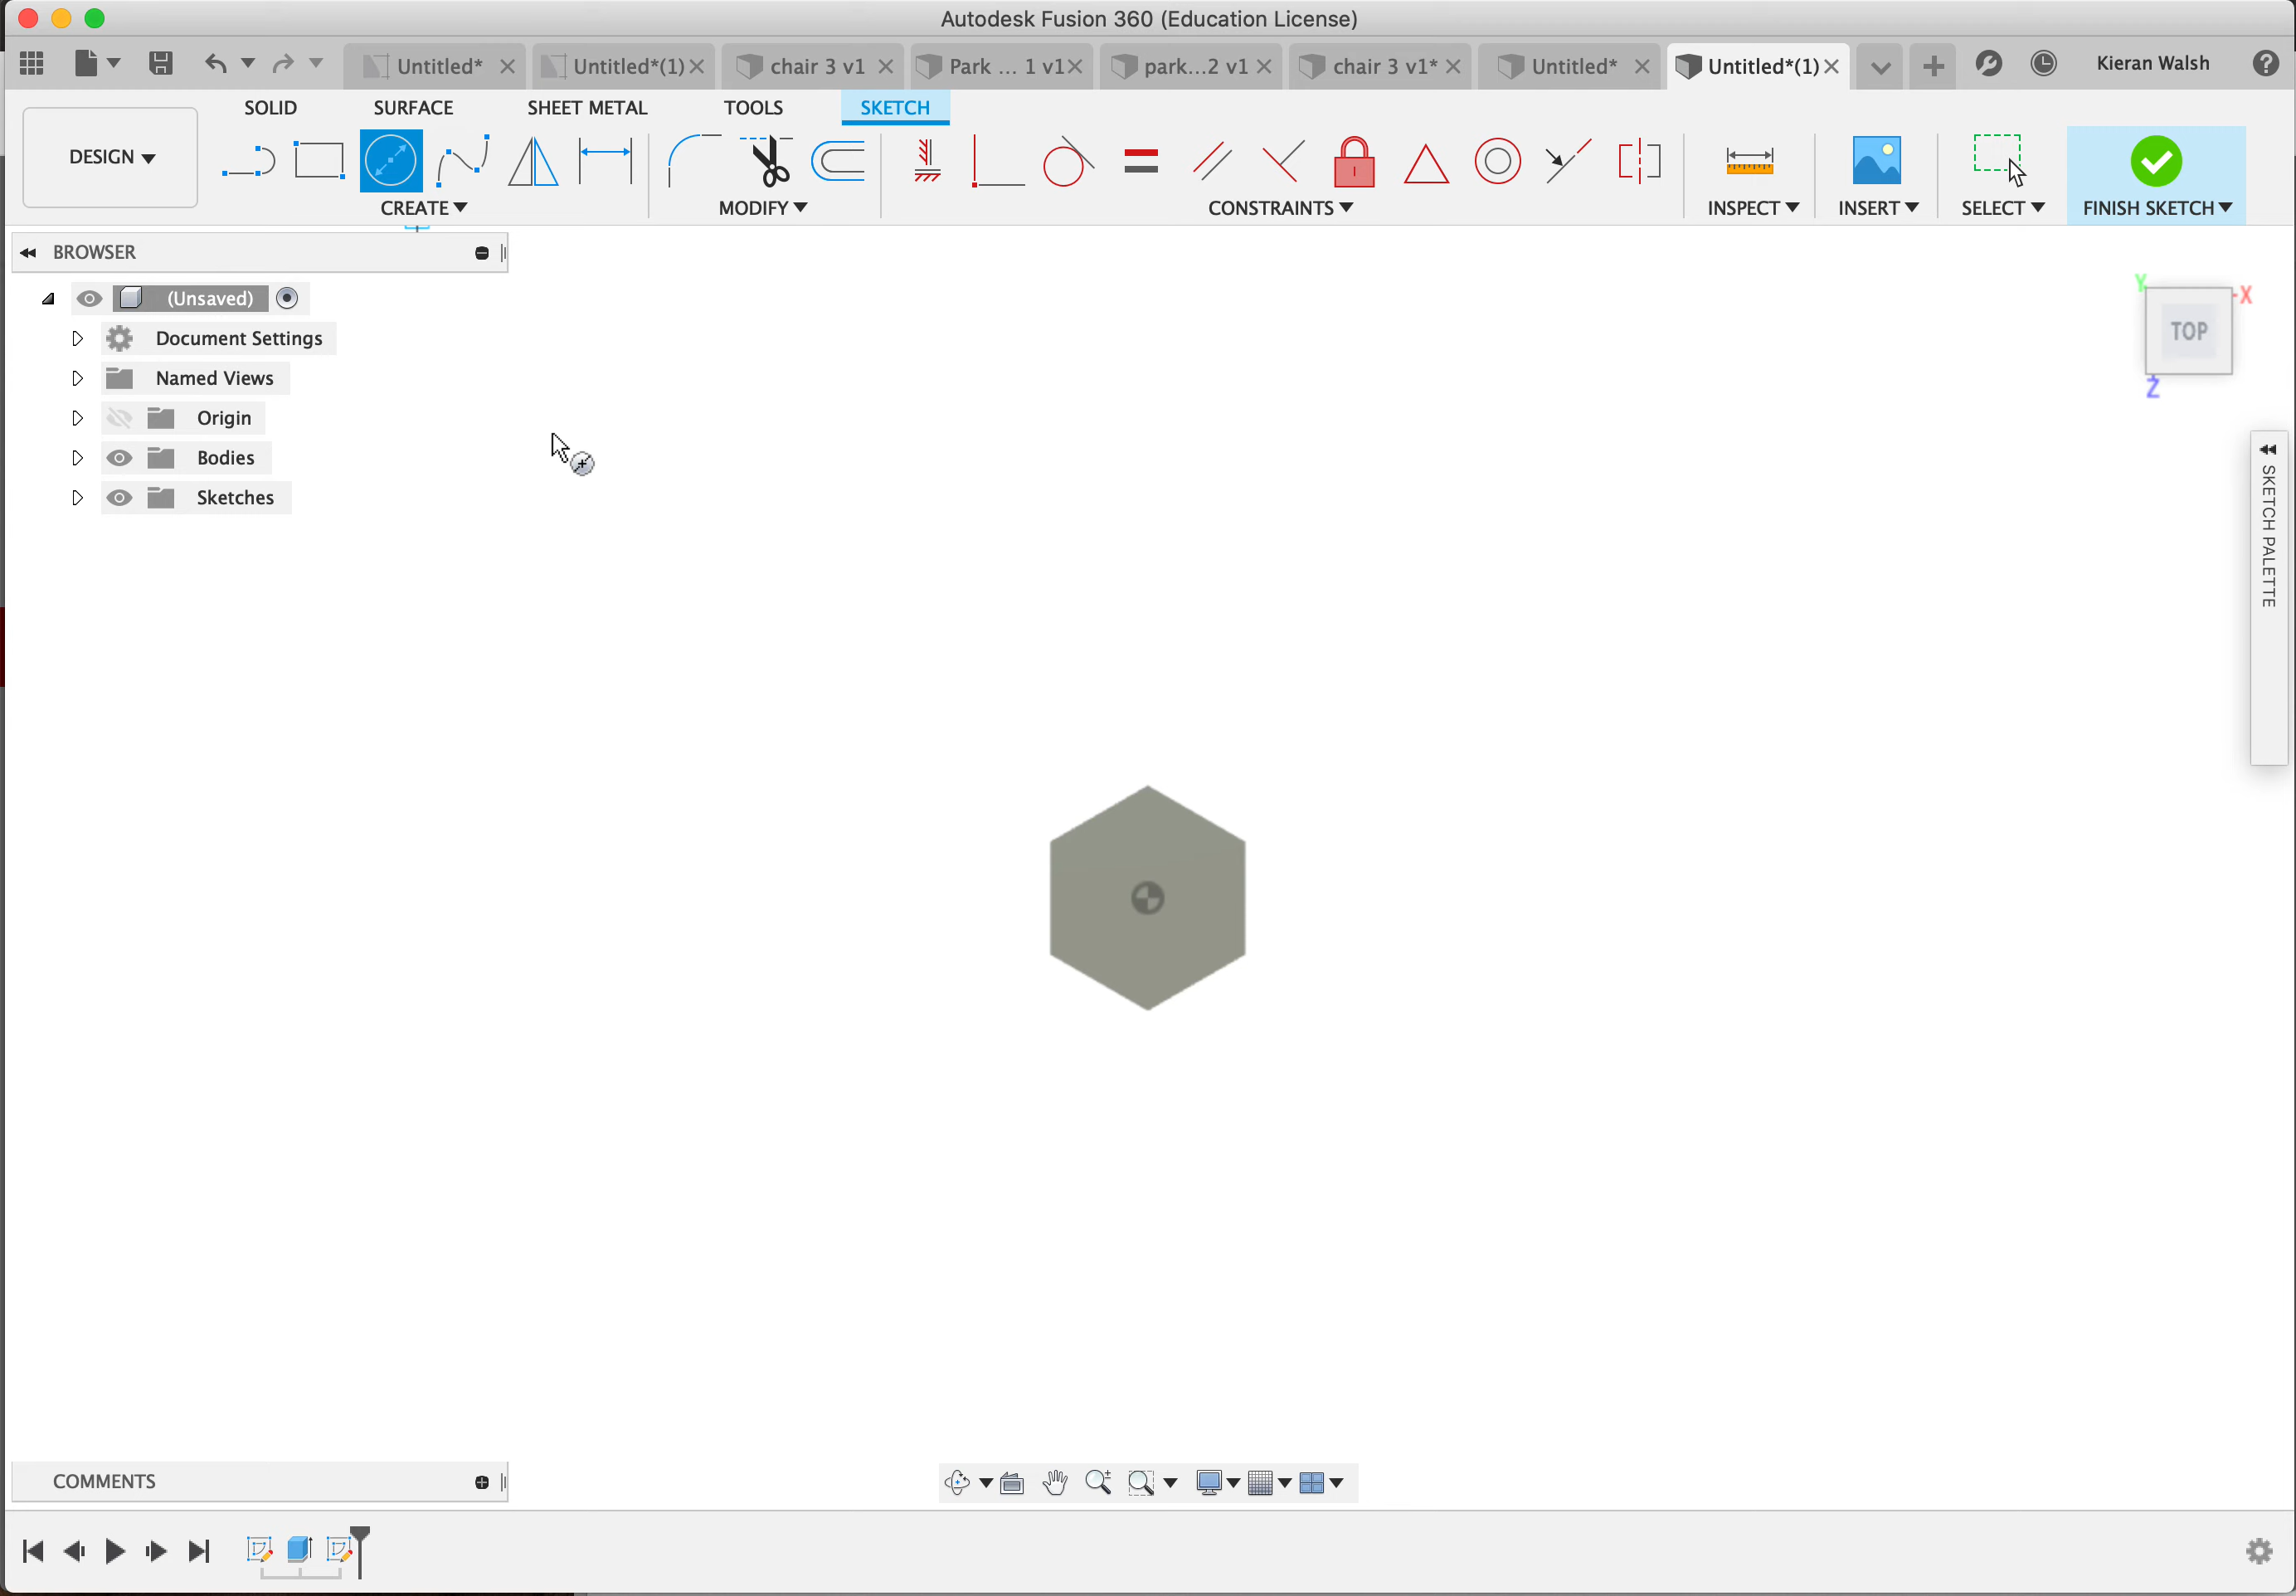 Autodesk Fusion 360 (Education License)
Untitled* Untitled*(1) chair 3 v1 Park ... 1 v1 park...2 v1 chair 3 v1* Untitled* Untitled*(1) Kieran Walsh
SOLID SURFACE SHEET METAL TOOLS SKETCH
DESIGN
CREATE MODIFY CONSTRAINTS INSPECT INSERT SELECT FINISH SKETCH
BROWSER
(Unsaved)
Document Settings
Named Views
Origin
Bodies
Sketches
Y
X
TOP
Z
SKETCH PALETTE
COMMENTS